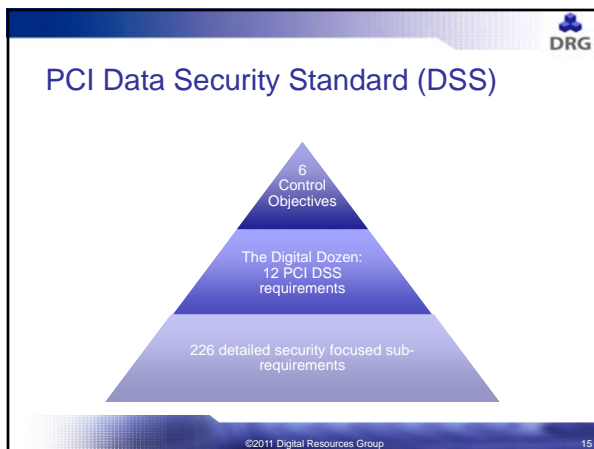 DRG
PCI Data Security Standard (DSS)
6
Control
Objectives
The Digital Dozen:
12 PCI DSS
requirements
226 detailed security focused sub-
requirements
©2011 Digital Resources Group
15